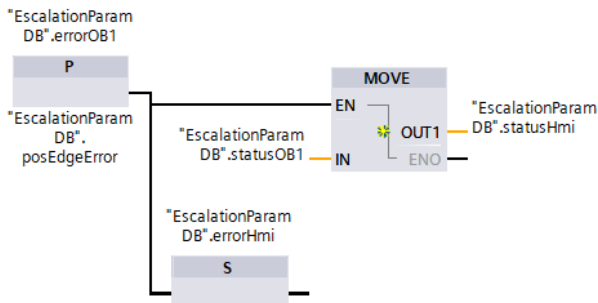 "EscalationParam
DB".errorOB1
P
"EscalationParam
DB".
posEdgeError
MOVE
EN
OUT1
"EscalationParam
DB".statusHmi
"EscalationParam
DB".statusOB1
IN
ENO
"EscalationParam
DB".errorHmi
S